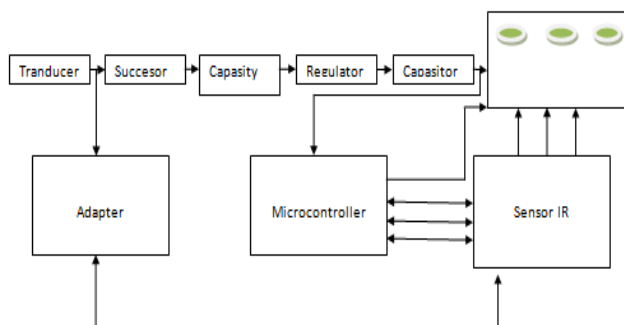 Tranducer
Succesor
Capasity
Regulator
Capasitor
Adapter
Microcontroller
Sensor IR